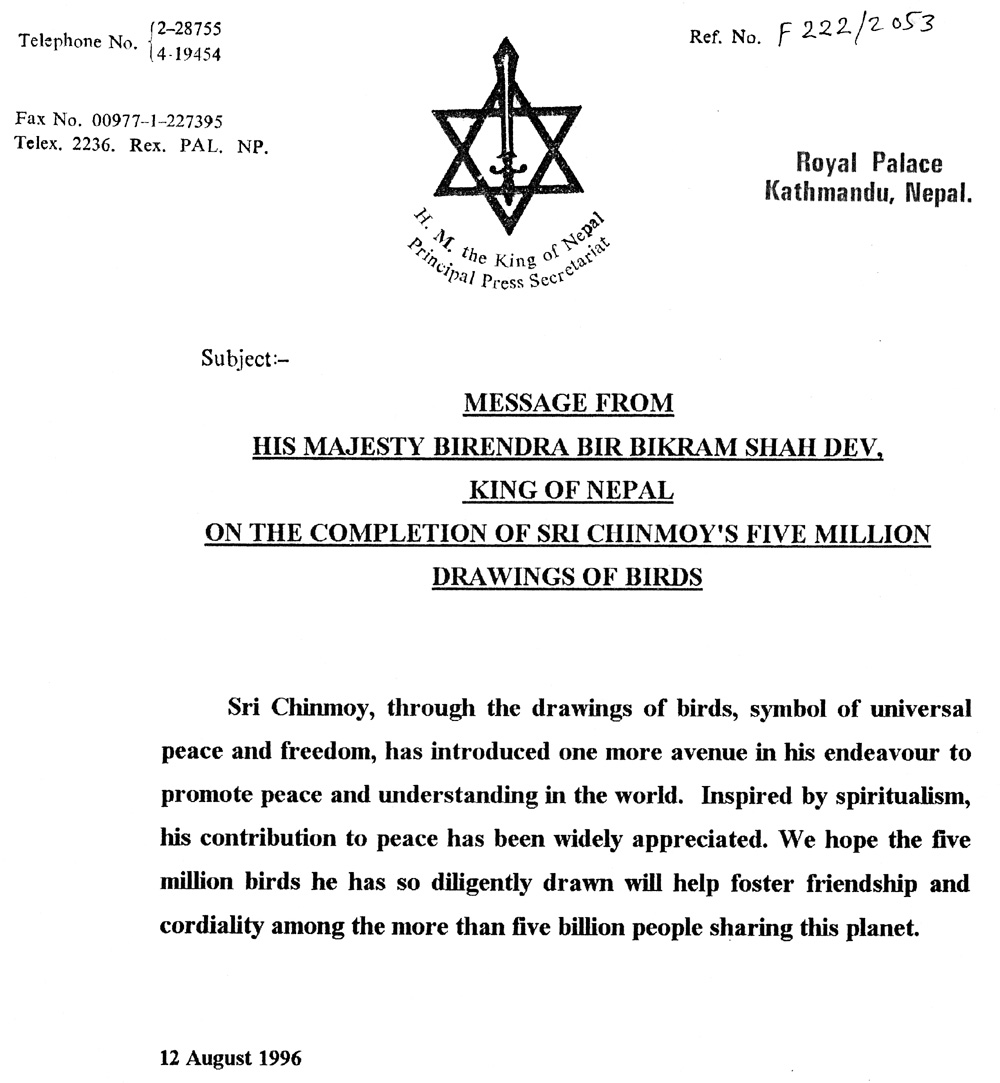 Telephone No. {2-28755
4-19454
Ref. No. F 222/2053
Fax No. 00977-1-227395
Telex. 2236. Rex. PAL. NP.
Royal Palace
Kathmandu, Nepal.
H. M. the King of Nepal
Principal Press Secretariat
Subject:-
MESSAGE FROM
HIS MAJESTY BIRENDRA BIR BIKRAM SHAH DEV,
KING OF NEPAL
ON THE COMPLETION OF SRI CHINMOY'S FIVE MILLION
DRAWINGS OF BIRDS
Sri Chinmoy, through the drawings of birds, symbol of universal
peace and freedom, has introduced one more avenue in his endeavour to
promote peace and understanding in the world. Inspired by spiritualism,
his contribution to peace has been widely appreciated. We hope the five
million birds he has so diligently drawn will help foster friendship and
cordiality among the more than five billion people sharing this planet.
12 August 1996